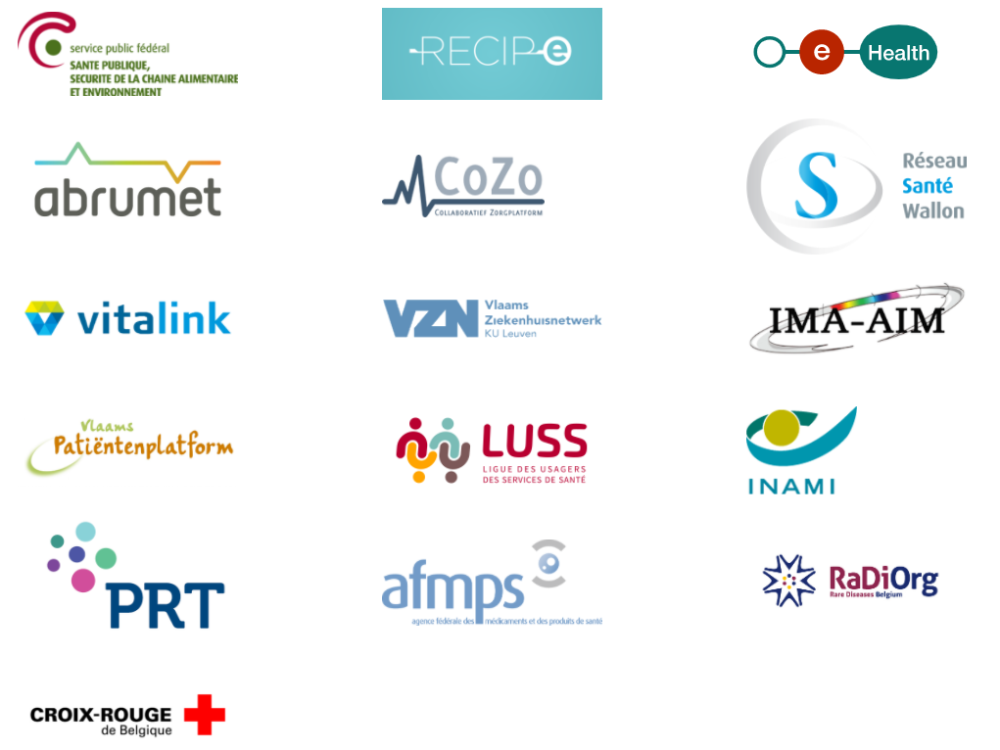 service public fédéral
SANTE PUBLIQUE,
SECURITE DE LA CHAINE ALIMENTAIRE
ET ENVIRONNEMENT
RECIP-e
e Health
abrumet
CoZo
COLLABORATIEF ZORGPLATFORM
S
Réseau
Santé
Wallon
vitalink
VZN
Vlaams
Ziekenhuisnetwerk
KU Leuven
IMA-AIM
Vlaams
Patiëntenplatform
LUSS
LIGUE DES USAGERS
DES SERVICES DE SANTÉ
INAMI
PRT
afmps
agence fédérale des médicaments et des produits de santé
RaDiOrg
Rare Diseases Belgium
CROIX-ROUGE
de Belgique